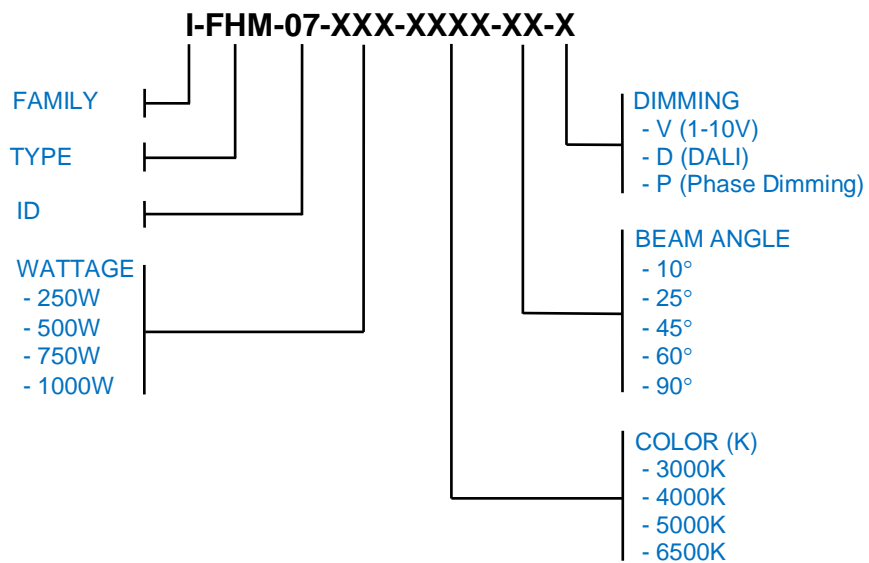 I-FHM-07-XXX-XXXX-XX-X
FAMILY
TYPE
ID
WATTAGE
- 250W
- 500W
- 750W
- 1000W
DIMMING
- V (1-10V)
- D (DALI)
- P (Phase Dimming)
BEAM ANGLE
- 10°
- 25°
- 45°
- 60°
- 90°
COLOR (K)
- 3000K
- 4000K
- 5000K
- 6500K